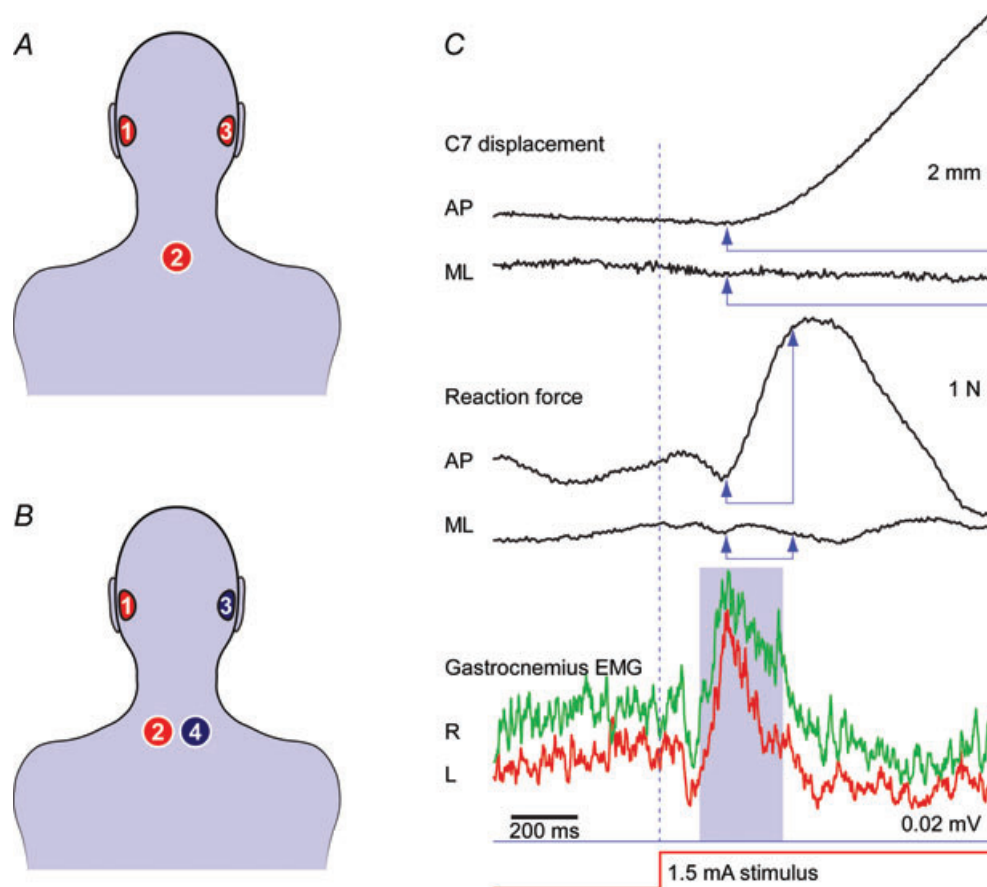 A
1
3
2
B
1
3
2
4
C
C7 displacement
2 mm
AP
ML
Reaction force
1 N
AP
ML
Gastrocnemius EMG
R
L
200 ms
0.02 mV
1.5 mA stimulus